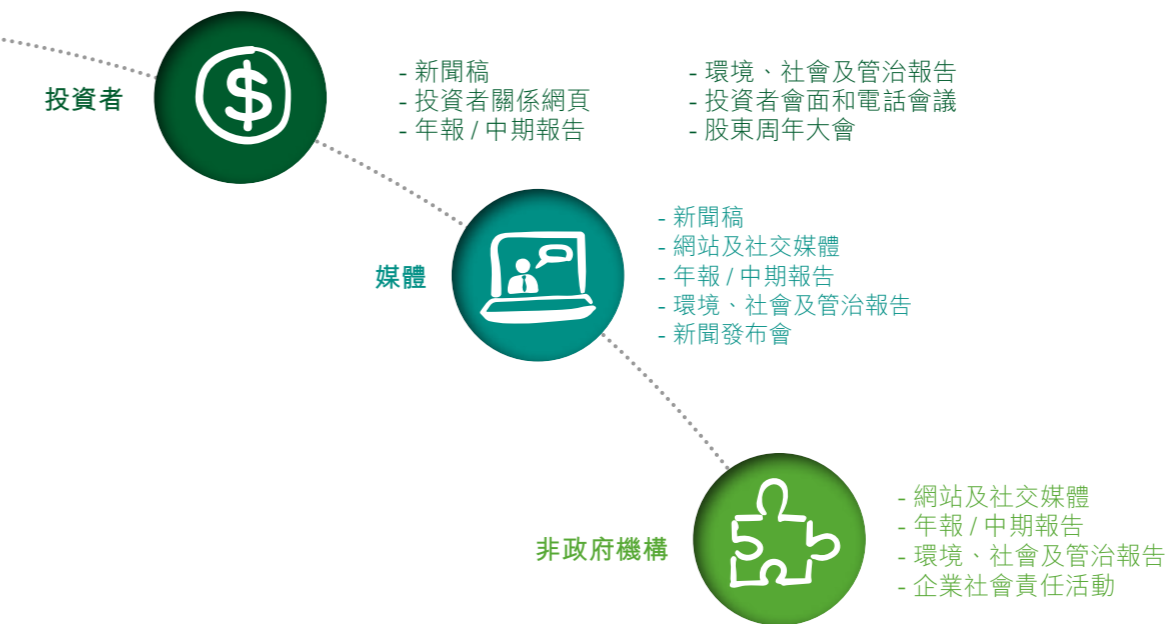 投資者
- 新聞稿
- 投資者關係網頁
- 年報 / 中期報告
- 環境、社會及管治報告
- 投資者會面和電話會議
- 股東周年大會
媒體
- 新聞稿
- 網站及社交媒體
- 年報 / 中期報告
- 環境、社會及管治報告
- 新聞發布會
非政府機構
- 網站及社交媒體
- 年報 / 中期報告
- 環境、社會及管治報告
- 企業社會責任活動